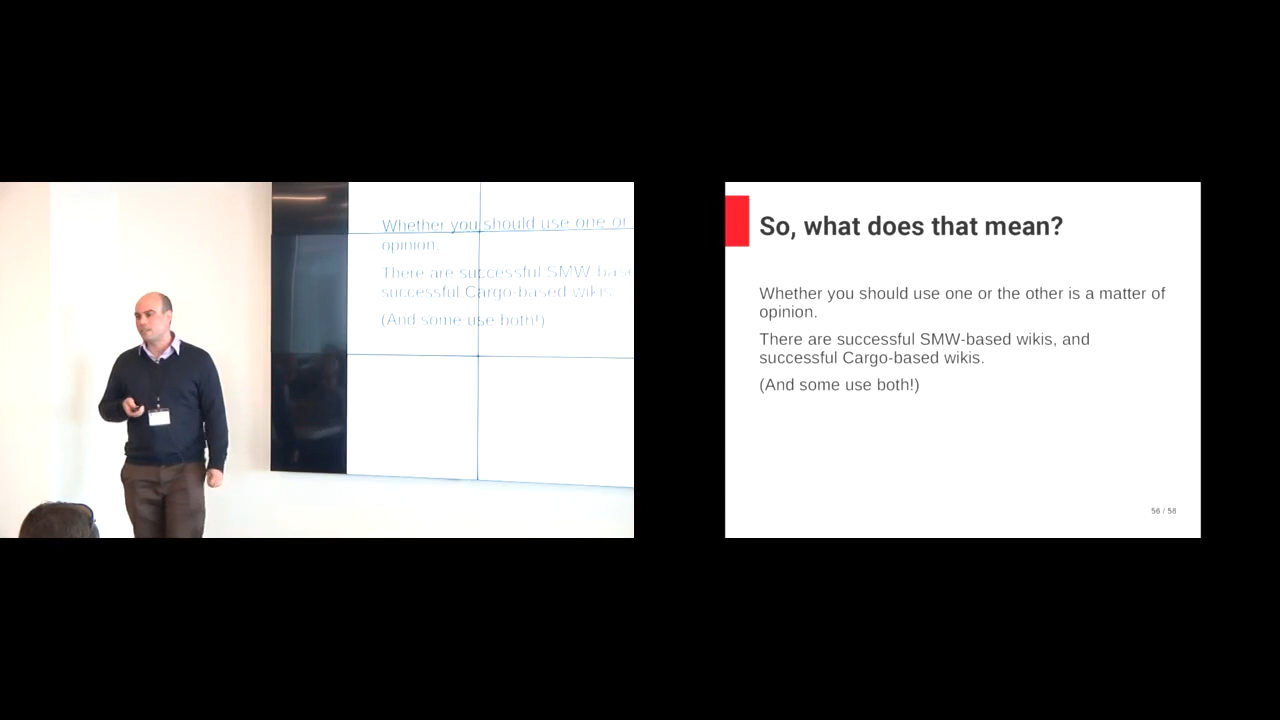 Whether you should use one or
opinion.
There are successful SMW-base
successful Cargo-based wikis.
(And some use both!)
So, what does that mean?
Whether you should use one or the other is a matter of
opinion.
There are successful SMW-based wikis, and
successful Cargo-based wikis.
(And some use both!)
56 / 58